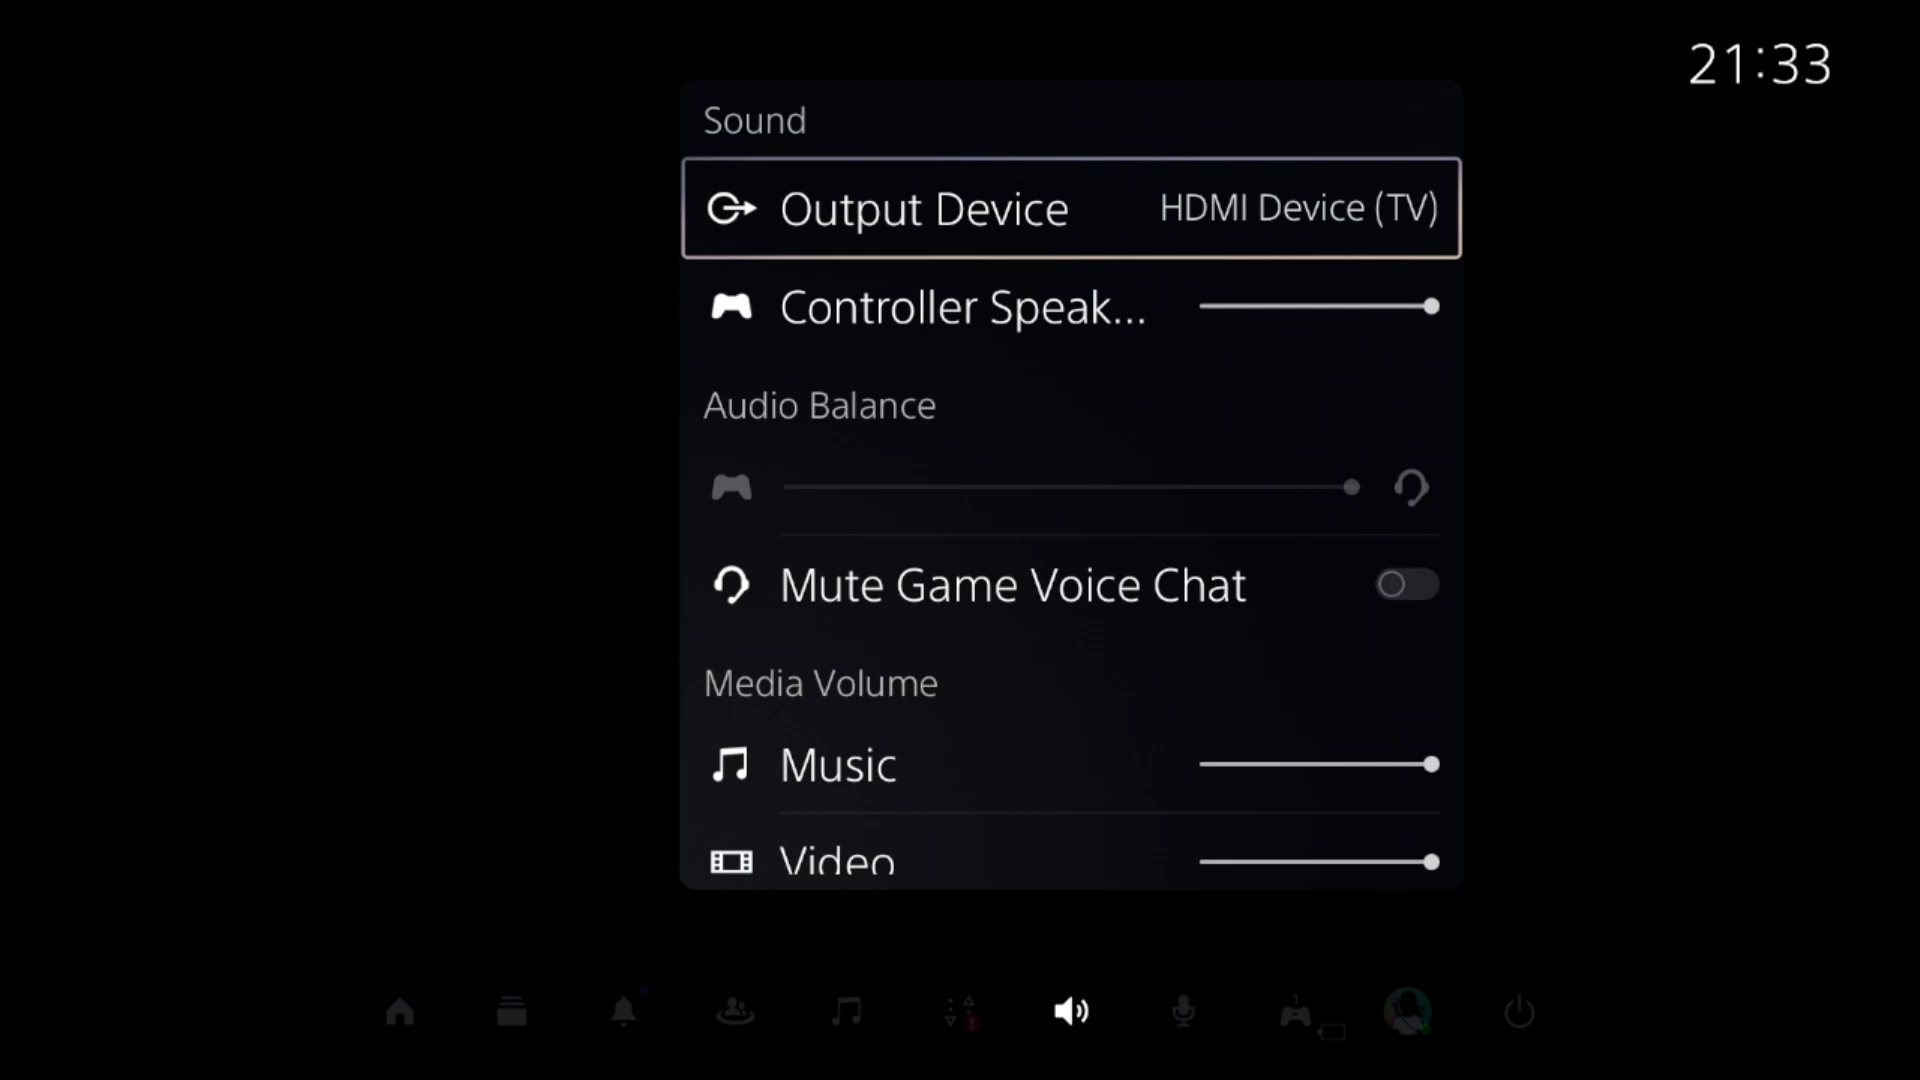 21:33
Sound
Output Device HDMI Device (TV)
Controller Speak...
Audio Balance
Mute Game Voice Chat
Media Volume
Music
Video